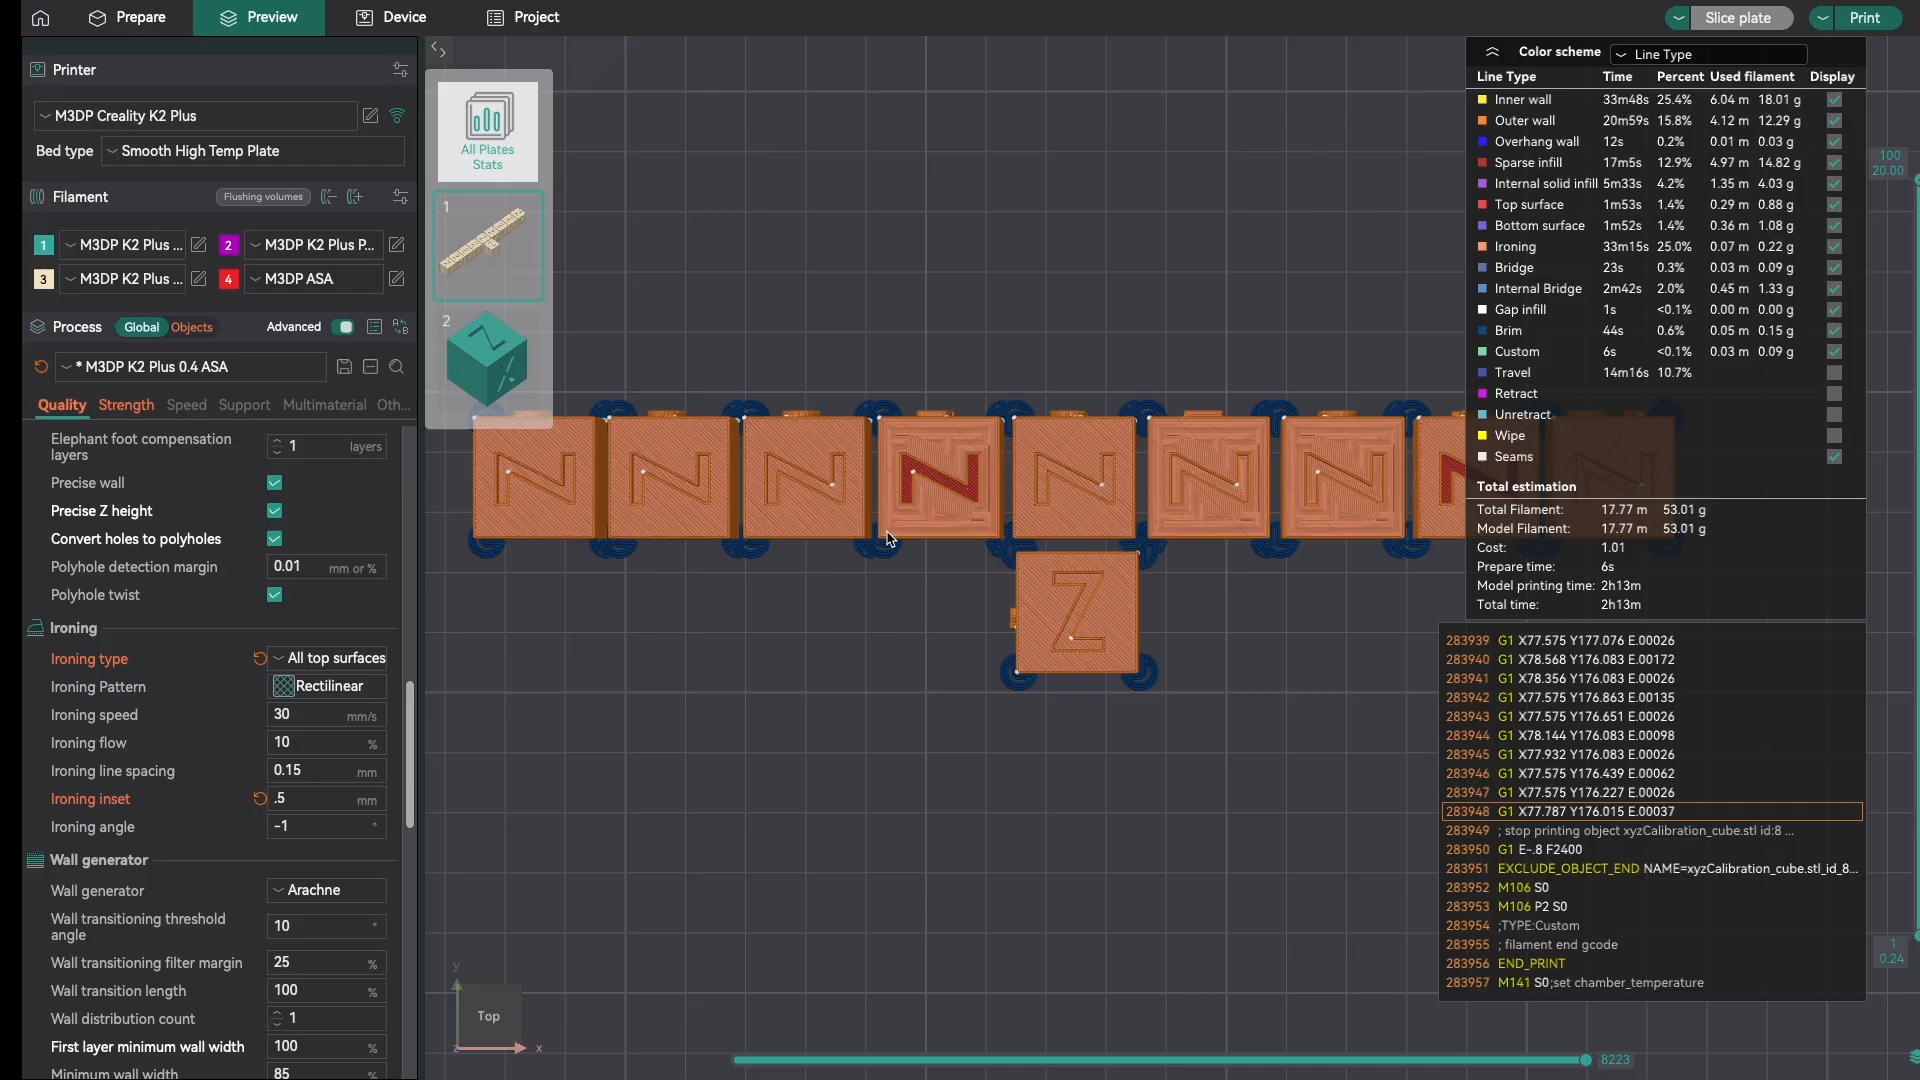 Prepare
Preview
Device
Project
Slice plate
Print
Printer
M3DP Creality K2 Plus
Bed type
Smooth High Temp Plate
Filament
Flushing volumes
1
M3DP K2 Plus ...
2
M3DP K2 Plus P...
3
M3DP K2 Plus ...
4
M3DP ASA
Process
Global
Objects
Advanced
* M3DP K2 Plus 0.4 ASA
Quality
Strength
Speed
Support
Multimaterial
Oth...
Elephant foot compensation
layers
1
layers
Precise wall
Precise Z height
Convert holes to polyholes
Polyhole detection margin
0.01
mm or %
Polyhole twist
Ironing
Ironing type
All top surfaces
Ironing Pattern
Rectilinear
Ironing speed
30
mm/s
Ironing flow
10
%
Ironing line spacing
0.15
mm
Ironing inset
.5
mm
Ironing angle
-1
°
Wall generator
Wall generator
Arachne
Wall transitioning threshold
angle
10
°
Wall transitioning filter margin
25
%
Wall transition length
100
%
Wall distribution count
1
First layer minimum wall width
100
%
Minimum wall width
85
%
All Plates
Stats
1
2
Z
X
Z
Z
Z
Z
Z
Z
Z
Z
Z
Z
y
Top
z
x
Color scheme
Line Type
Line Type Time Percent Used filament Display
Inner wall 33m48s 25.4% 6.04 m 18.01 g
Outer wall 20m59s 15.8% 4.12 m 12.29 g
Overhang wall 12s 0.2% 0.01 m 0.03 g
Sparse infill 17m5s 12.9% 4.97 m 14.82 g
Internal solid infill 5m33s 4.2% 1.35 m 4.03 g
Top surface 1m53s 1.4% 0.29 m 0.88 g
Bottom surface 1m52s 1.4% 0.36 m 1.08 g
Ironing 33m15s 25.0% 0.07 m 0.22 g
Bridge 23s 0.3% 0.03 m 0.09 g
Internal Bridge 2m42s 2.0% 0.45 m 1.33 g
Gap infill 1s <0.1% 0.00 m 0.00 g
Brim 44s 0.6% 0.05 m 0.15 g
Custom 6s <0.1% 0.03 m 0.09 g
Travel 14m16s 10.7%
Retract
Unretract
Wipe
Seams
Total estimation
Total Filament: 17.77 m 53.01 g
Model Filament: 17.77 m 53.01 g
Cost: 1.01
Prepare time: 6s
Model printing time: 2h13m
Total time: 2h13m
100
20.00
283939 G1 X77.575 Y177.076 E.00026
283940 G1 X78.568 Y176.083 E.00172
283941 G1 X78.356 Y176.083 E.00026
283942 G1 X77.575 Y176.863 E.00135
283943 G1 X77.575 Y176.651 E.00026
283944 G1 X78.144 Y176.083 E.00098
283945 G1 X77.932 Y176.083 E.00026
283946 G1 X77.575 Y176.439 E.00062
283947 G1 X77.575 Y176.227 E.00026
283948 G1 X77.787 Y176.015 E.00037
283949 ; stop printing object xyzCalibration_cube.stl id:8 ...
283950 G1 E-.8 F2400
283951 EXCLUDE_OBJECT_END NAME=xyzCalibration_cube.stl_id_8...
283952 M106 S0
283953 M106 P2 S0
283954 ;TYPE:Custom
283955 ; filament end gcode
283956 END_PRINT
283957 M141 S0;set chamber_temperature
1
0.24
8223